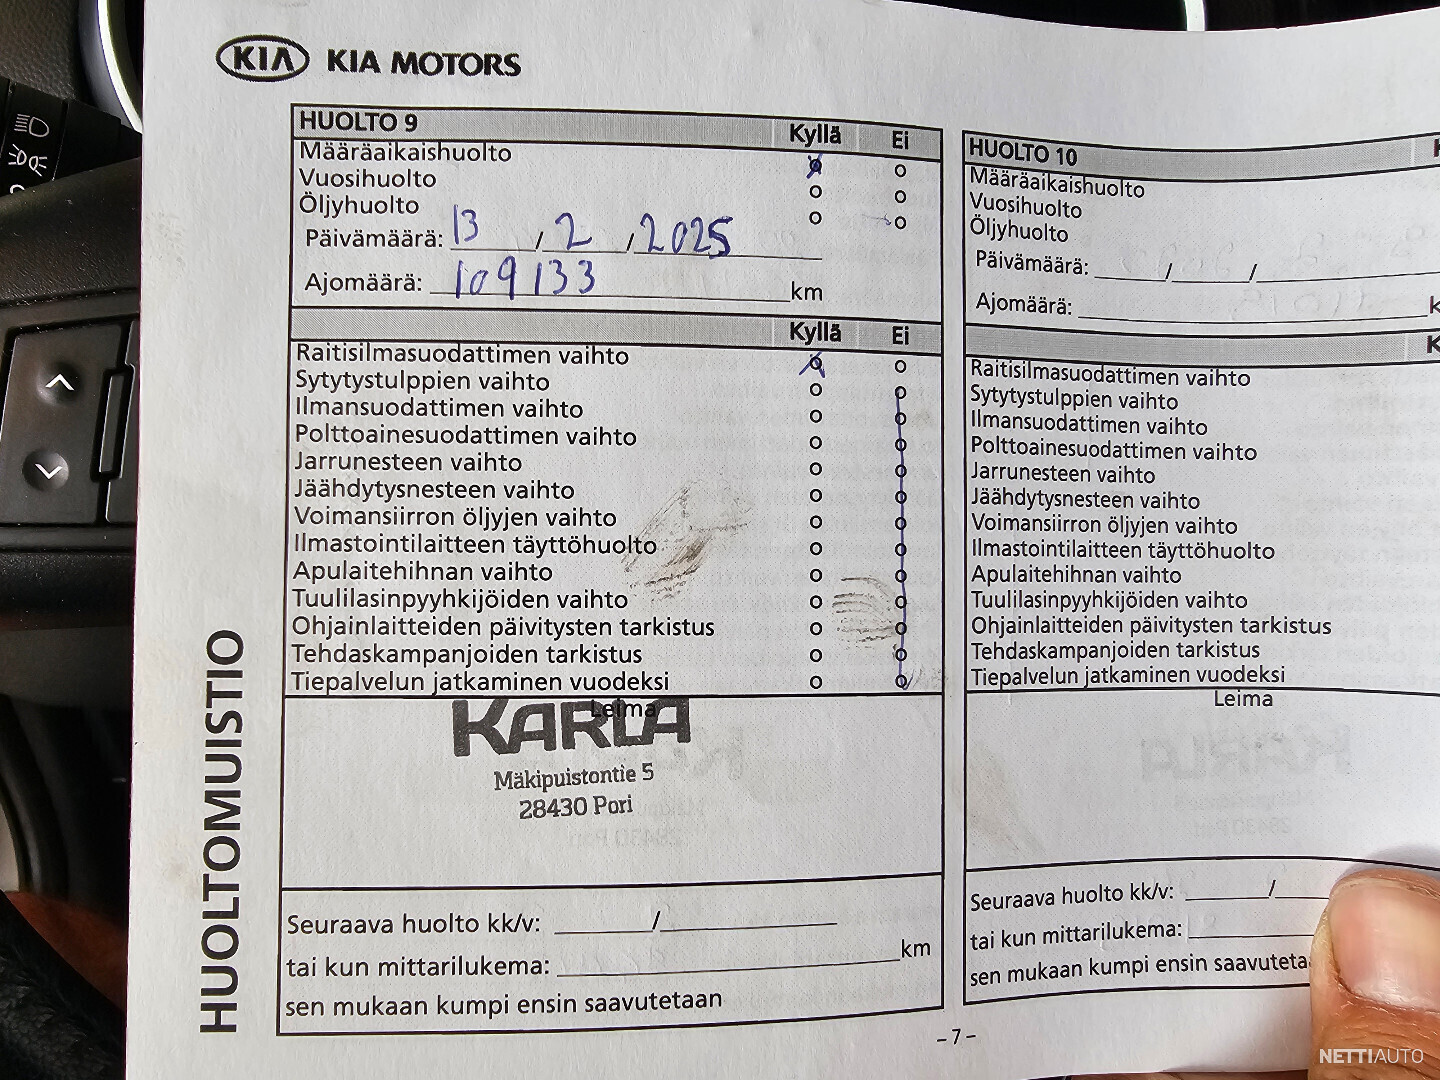 KIA KIA MOTORS
HUOLTO 9 Kyllä Ei
Määräaikaishuolto
Vuosihuolto
Öljyhuolto
Päivämäärä: 13 / 2 / 2025
Ajomäärä: 109133 km
Kyllä Ei
Raitisilmasuodattimen vaihto
Sytytystulppien vaihto
Ilmansuodattimen vaihto
Polttoainesuodattimen vaihto
Jarrunesteen vaihto
Jäähdytysnesteen vaihto
Voimansiirron öljyjen vaihto
Ilmastointilaitteen täyttöhuolto
Apulaitehihnan vaihto
Tuulilasinpyyhkijöiden vaihto
Ohjainlaitteiden päivitysten tarkistus
Tehdaskampanjoiden tarkistus
Tiepalvelun jatkaminen vuodeksi
Leima
KARLA
Mäkipuistontie 5
28430 Pori
Seuraava huolto kk/v: /
tai kun mittarilukema: km
sen mukaan kumpi ensin saavutetaan
HUOLTOMUISTIO
HUOLTO 10
Määräaikaishuolto
Vuosihuolto
Öljyhuolto
Päivämäärä: / /
Ajomäärä:
Raitisilmasuodattimen vaihto
Sytytystulppien vaihto
Ilmansuodattimen vaihto
Polttoainesuodattimen vaihto
Jarrunesteen vaihto
Jäähdytysnesteen vaihto
Voimansiirron öljyjen vaihto
Ilmastointilaitteen täyttöhuolto
Apulaitehihnan vaihto
Tuulilasinpyyhkijöiden vaihto
Ohjainlaitteiden päivitysten tarkistus
Tehdaskampanjoiden tarkistus
Tiepalvelun jatkaminen vuodeksi
Leima
Seuraava huolto kk/v: /
tai kun mittarilukema:
sen mukaan kumpi ensin
- 7 -
NETTIAUTO